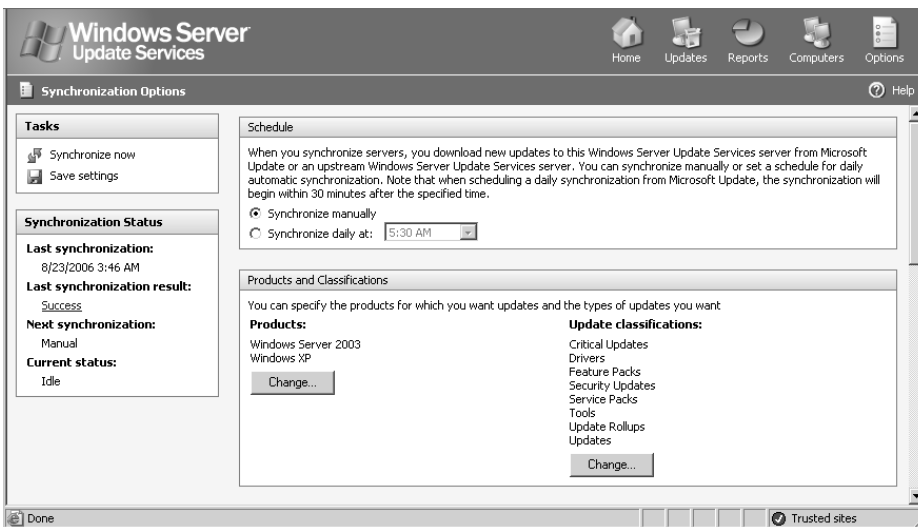 Windows Server
Update Services
Home
Updates
Reports
Computers
Options
Synchronization Options
Help
Tasks
Synchronize now
Save settings
Synchronization Status
Last synchronization:
8/23/2006 3:46 AM
Last synchronization result:
Success
Next synchronization:
Manual
Current status:
Idle
Schedule
When you synchronize servers, you download new updates to this Windows Server Update Services server from Microsoft
Update or an upstream Windows Server Update Services server. You can synchronize manually or set a schedule for daily
automatic synchronization. Note that when scheduling a daily synchronization from Microsoft Update, the synchronization will
begin within 30 minutes after the specified time.
Synchronize manually
Synchronize daily at: 5:30 AM
Products and Classifications
You can specify the products for which you want updates and the types of updates you want
Products:
Windows Server 2003
Windows XP
Change...
Update classifications:
Critical Updates
Drivers
Feature Packs
Security Updates
Service Packs
Tools
Update Rollups
Updates
Change...
Done
Trusted sites